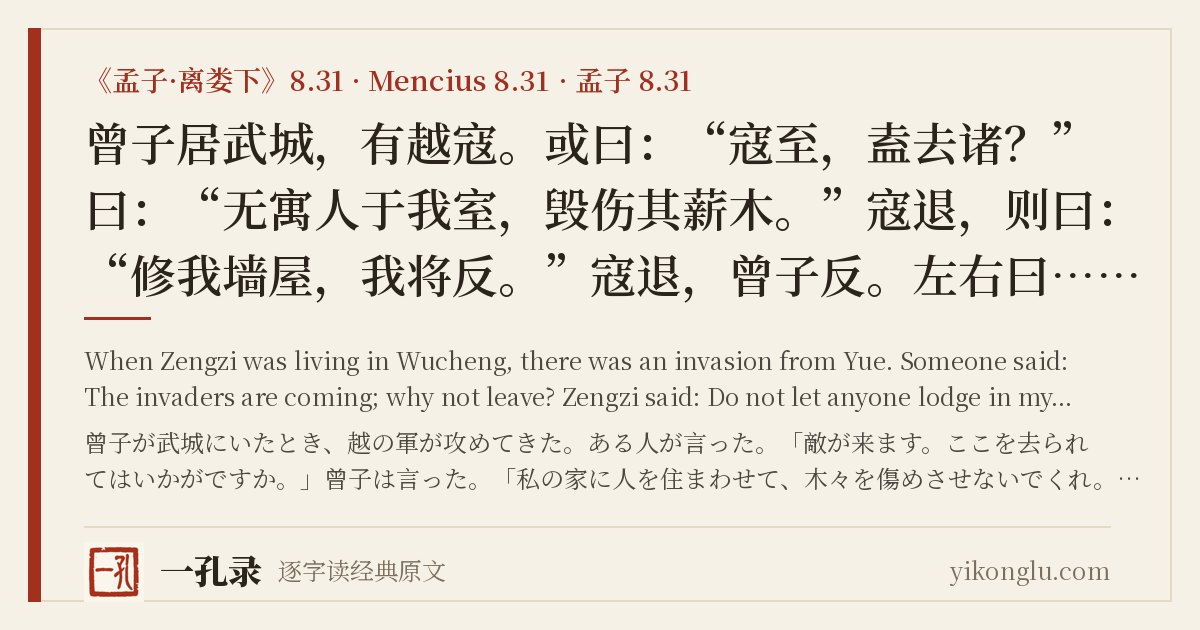 《孟子·离娄下》8.31 · Mencius 8.31 · 孟子 8.31
曾子居武城，有越寇。或曰：“寇至，盍去诸？”
曰：“无寓人于我室，毁伤其薪木。”寇退，则曰：
“修我墙屋，我将反。”寇退，曾子反。左右曰……
When Zengzi was living in Wucheng, there was an invasion from Yue. Someone said:
The invaders are coming; why not leave? Zengzi said: Do not let anyone lodge in my...
曾子が武城にいたとき、越の軍が攻めてきた。ある人が言った。「敵が来ます。ここを去られ
てはいかがですか。」曾子は言った。「私の家に人を住まわせて、木々を傷めさせないでくれ。…
一孔
一孔录 逐字读经典原文
yikonglu.com